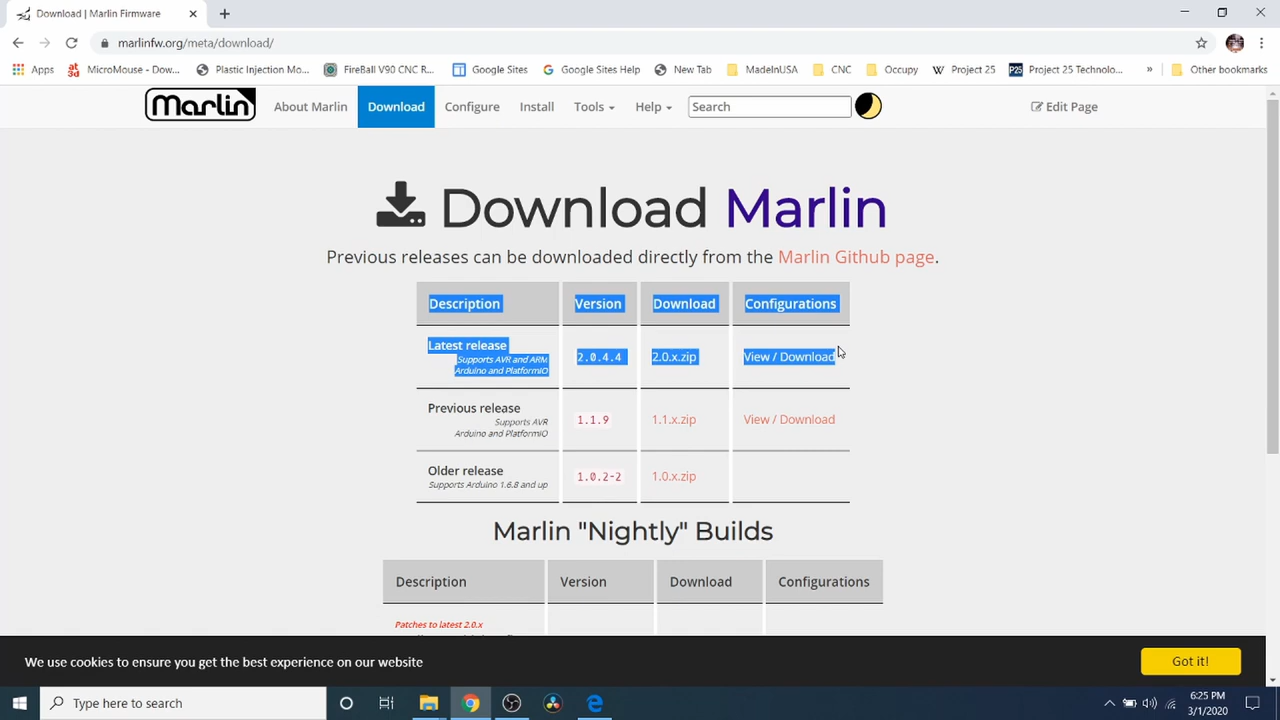 Download | Marlin Firmware
marlinfw.org/meta/download/
Apps
MicroMouse - Dow...
Plastic Injection Mo...
FireBall V90 CNC R...
Google Sites
Google Sites Help
New Tab
MadeInUSA
CNC
Occupy
Project 25
Project 25 Technolo...
»
Other bookmarks
Marlin
About Marlin
Download
Configure
Install
Tools
Help
Search
Edit Page
Download Marlin
Previous releases can be downloaded directly from the Marlin Github page.
Description Version Download Configurations
Latest release
Supports AVR and ARM
Arduino and PlatformIO
2.0.4.4 2.0.x.zip View / Download
Previous release
Supports AVR
Arduino and PlatformIO
1.1.9 1.1.x.zip View / Download
Older release
Supports Arduino 1.6.8 and up
1.0.2-2 1.0.x.zip
Marlin "Nightly" Builds
Description Version Download Configurations
Patches to latest 2.0.x
We use cookies to ensure you get the best experience on our website
Got it!
Type here to search
6:25 PM
3/1/2020